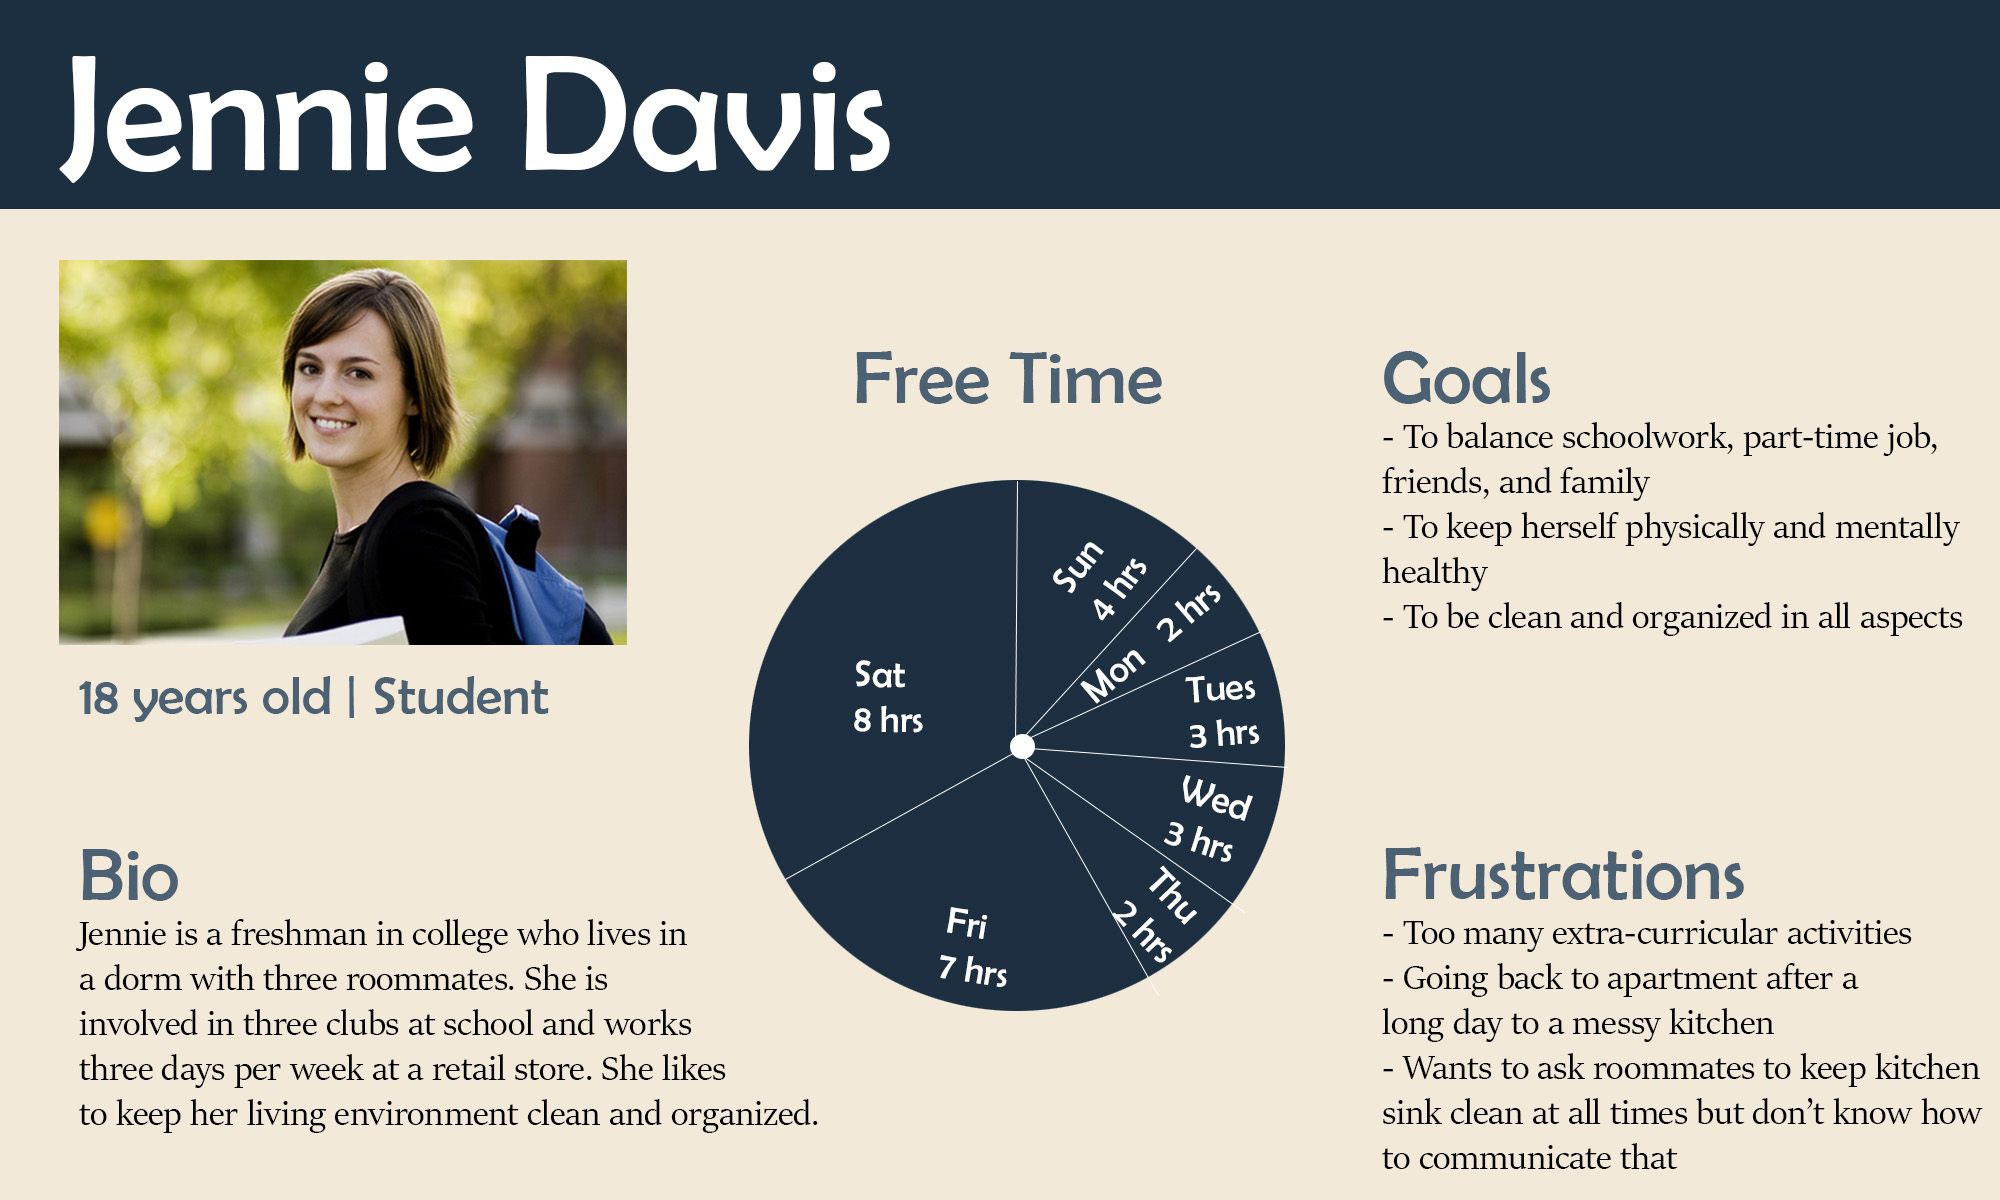 Jennie Davis
18 years old | Student
Bio
Jennie is a freshman in college who lives in
a dorm with three roommates. She is
involved in three clubs at school and works
three days per week at a retail store. She likes
to keep her living environment clean and organized.
Free Time
Sun
4 hrs
Mon 2 hrs
Tues
3 hrs
Wed
3 hrs
Thu
2 hrs
Fri
7 hrs
Sat
8 hrs
Goals
- To balance schoolwork, part-time job,
friends, and family
- To keep herself physically and mentally
healthy
- To be clean and organized in all aspects
Frustrations
- Too many extra-curricular activities
- Going back to apartment after a
long day to a messy kitchen
- Wants to ask roommates to keep kitchen
sink clean at all times but don’t know how
to communicate that